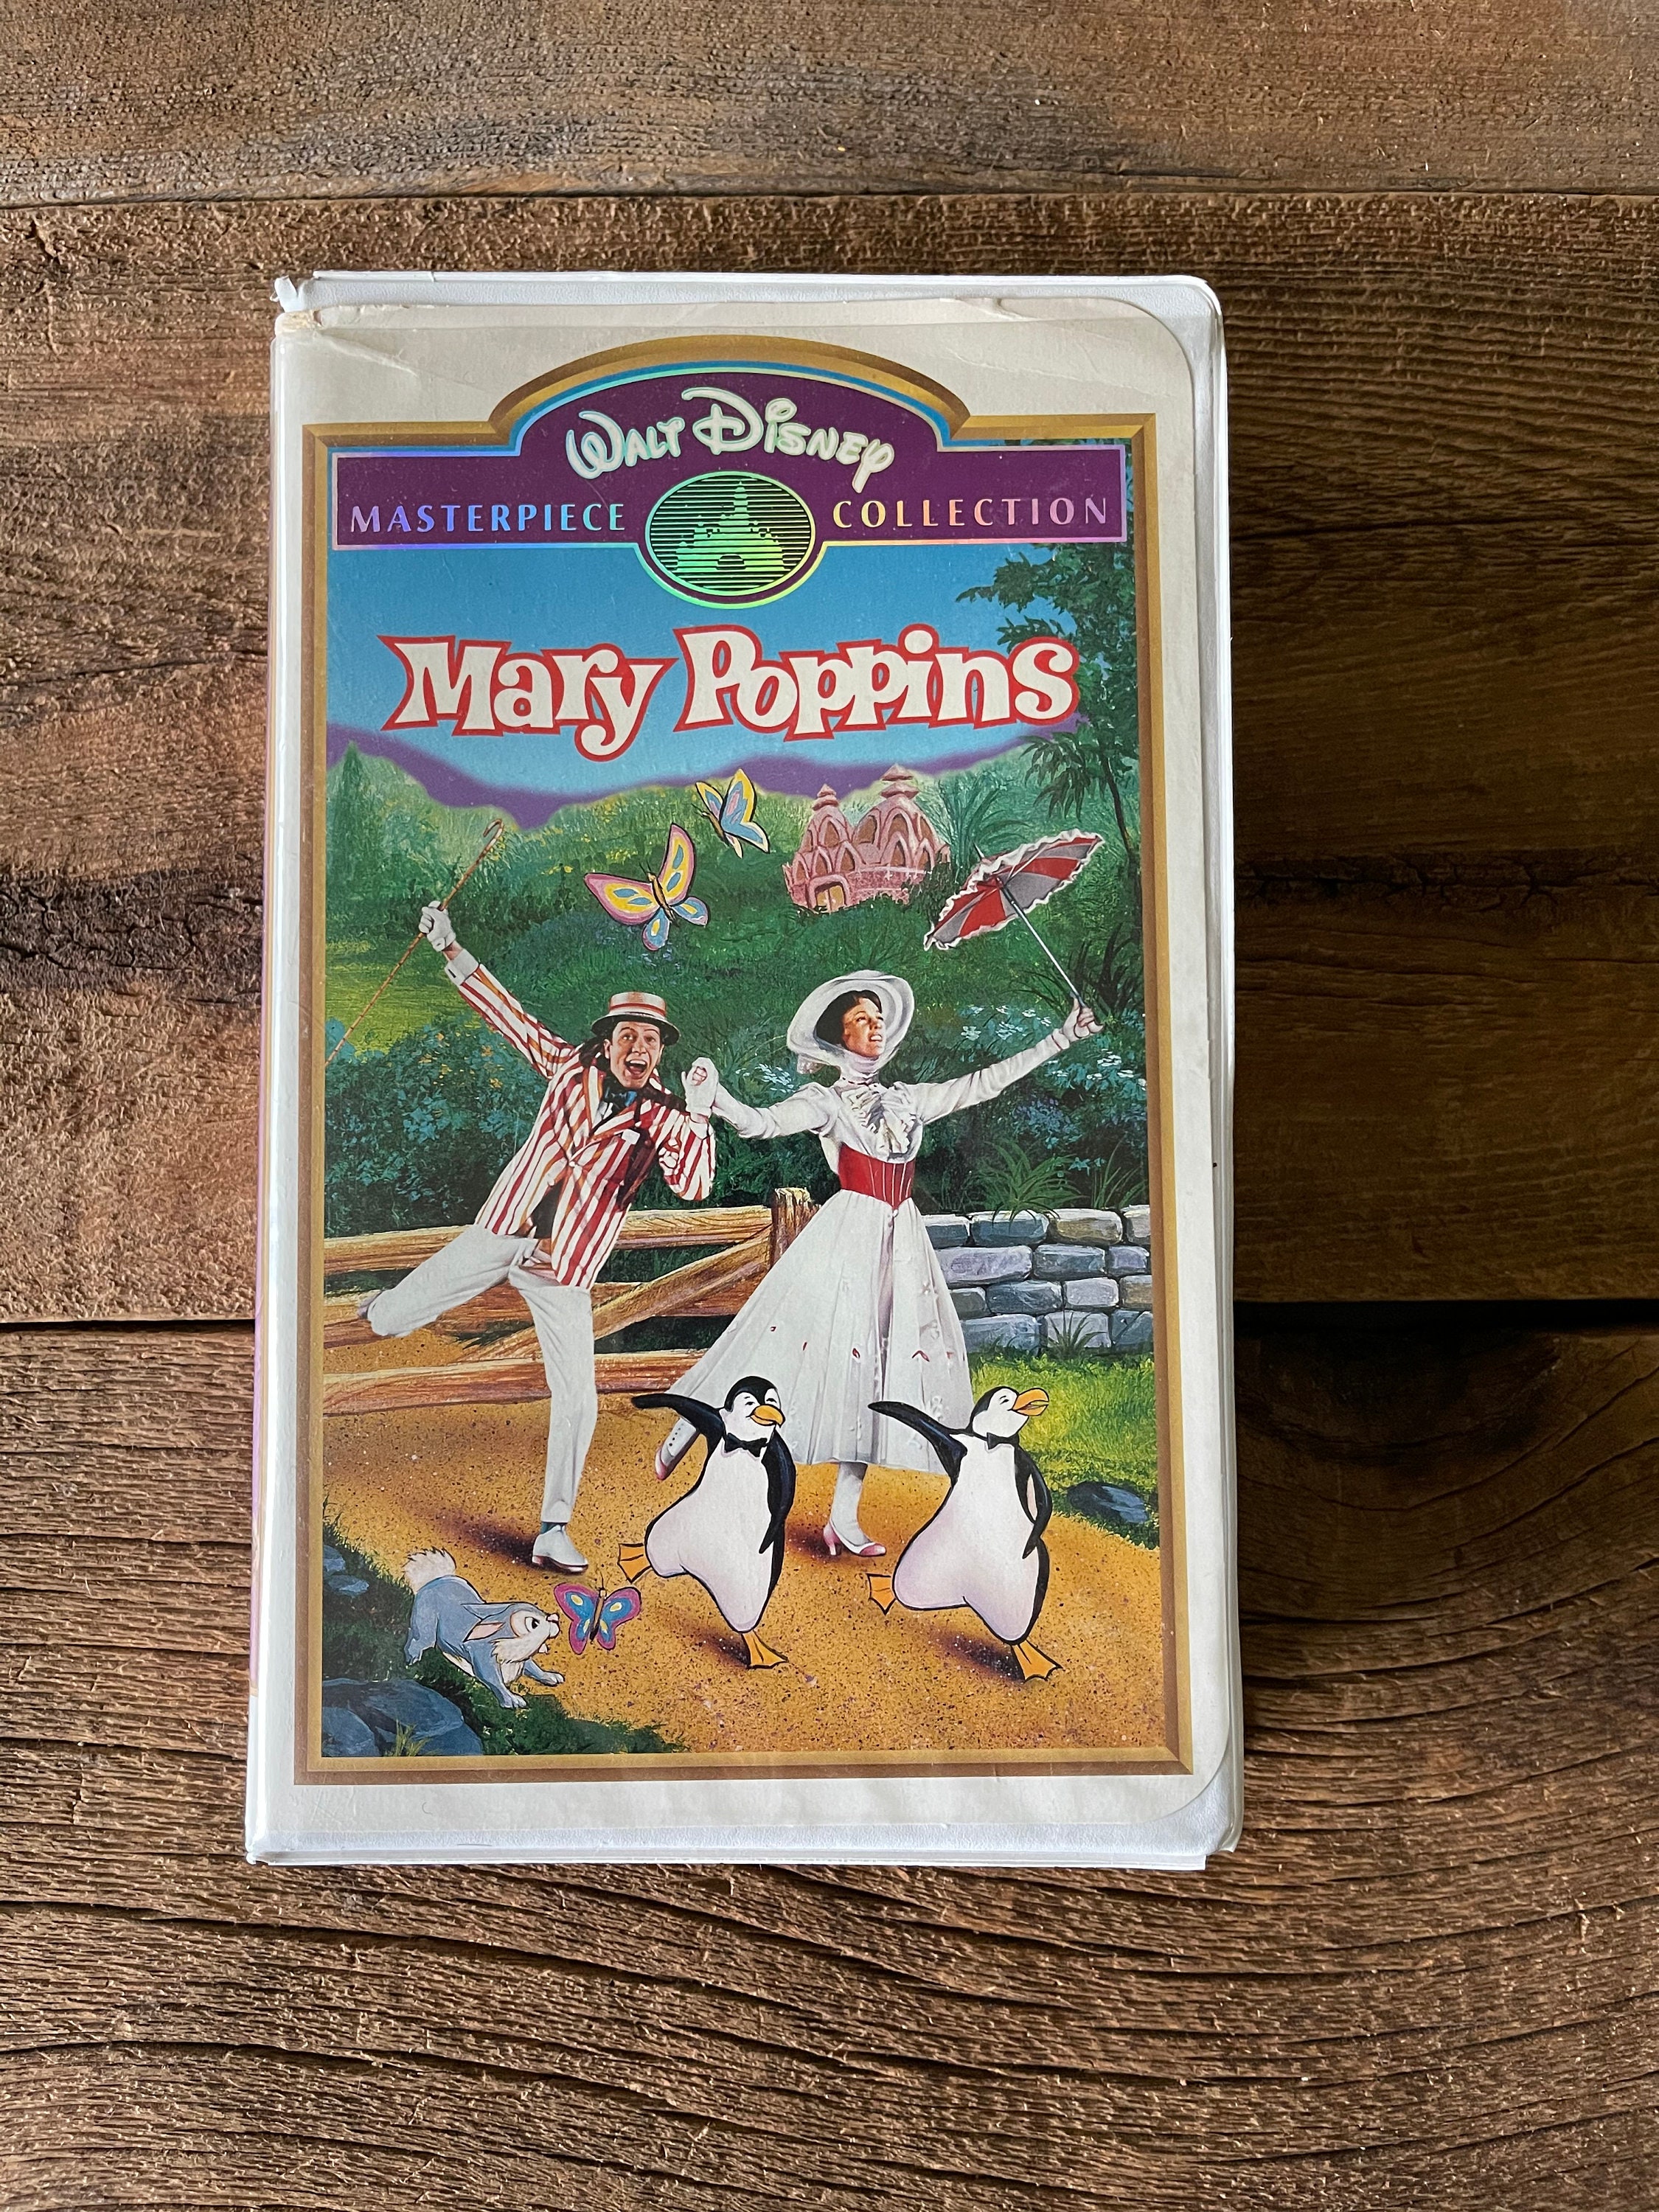 Walt Disney
MASTERPIECE COLLECTION
Mary Poppins